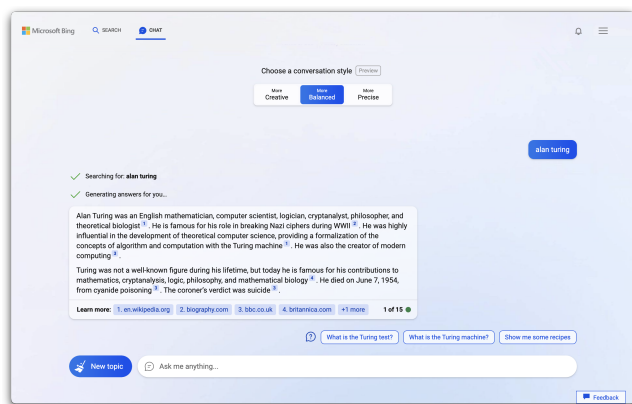 Microsoft Bing
SEARCH
CHAT
Choose a conversation style Preview
More Creative
More Balanced
More Precise
alan turing
Searching for: alan turing
Generating answers for you...
Alan Turing was an English mathematician, computer scientist, logician, cryptanalyst, philosopher, and
theoretical biologist 1 . He is famous for his role in breaking Nazi ciphers during WWII 2 . He was highly
influential in the development of theoretical computer science, providing a formalization of the
concepts of algorithm and computation with the Turing machine 1 . He was also the creator of modern
computing 3 .
Turing was not a well-known figure during his lifetime, but today he is famous for his contributions to
mathematics, cryptanalysis, logic, philosophy, and mathematical biology 4 . He died on June 7, 1954,
from cyanide poisoning 3 . The coroner's verdict was suicide 3 .
Learn more: 1. en.wikipedia.org 2. biography.com 3. bbc.co.uk 4. britannica.com +1 more 1 of 15
What is the Turing test? What is the Turing machine? Show me some recipes
New topic
Ask me anything...
Feedback